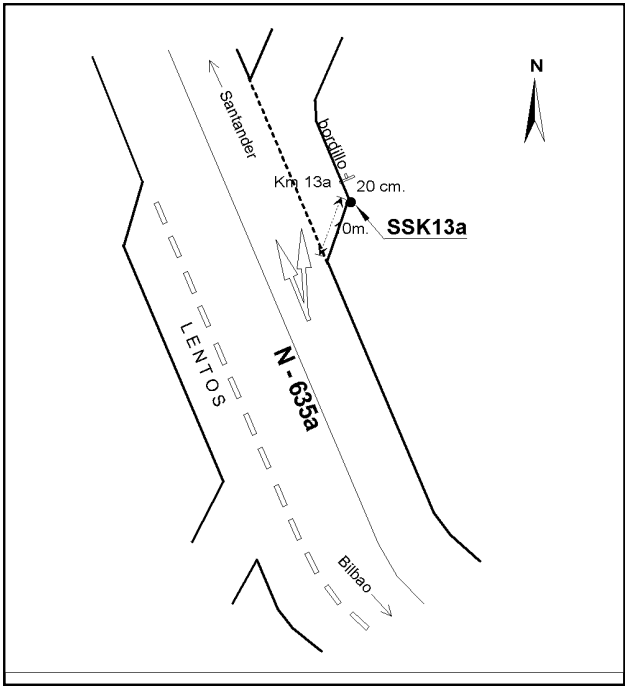 N
Santander
bordillo
Km 13a
20 cm.
10m.
SSK13a
LENTOS
N - 635a
Bilbao